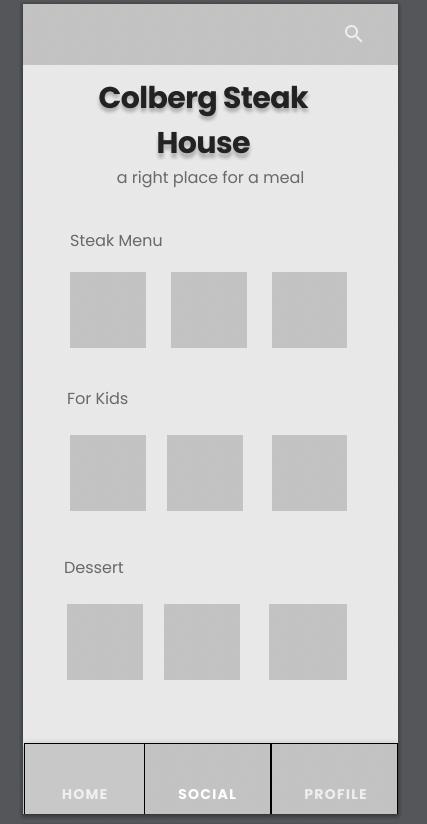 Colberg Steak
House
a right place for a meal
Steak Menu
For Kids
Dessert
HOME SOCIAL PROFILE